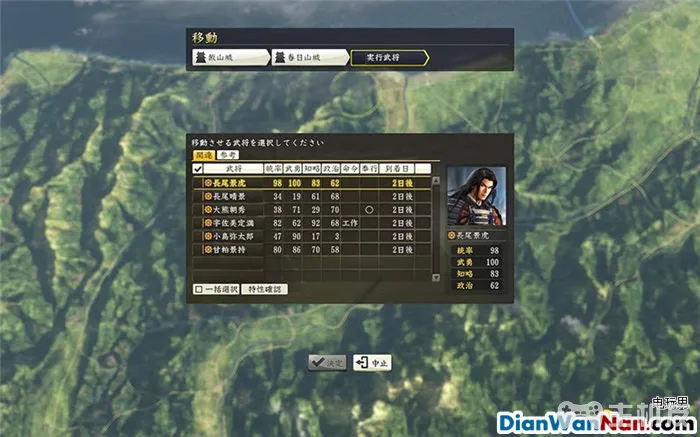 移動
鮫山城 春日山城 実行武将
移動させる武将を選択してください
関連 参考
武将 統率 武勇 知略 政治 命令 奉行 到着日
長尾景虎 98 100 83 62 2日後
長尾晴景 34 19 61 68 2日後
大熊朝秀 38 71 29 70 ○ 2日後
宇佐美定満 82 62 92 68 工作 2日後
小島弥太郎 47 90 17 3 2日後
甘粕景持 80 86 70 58 2日後
長尾景虎
統率 98
武勇 100
知略 83
政治 62
一括選択 特性確認
決定 中止
电玩男
DianWanNan.com